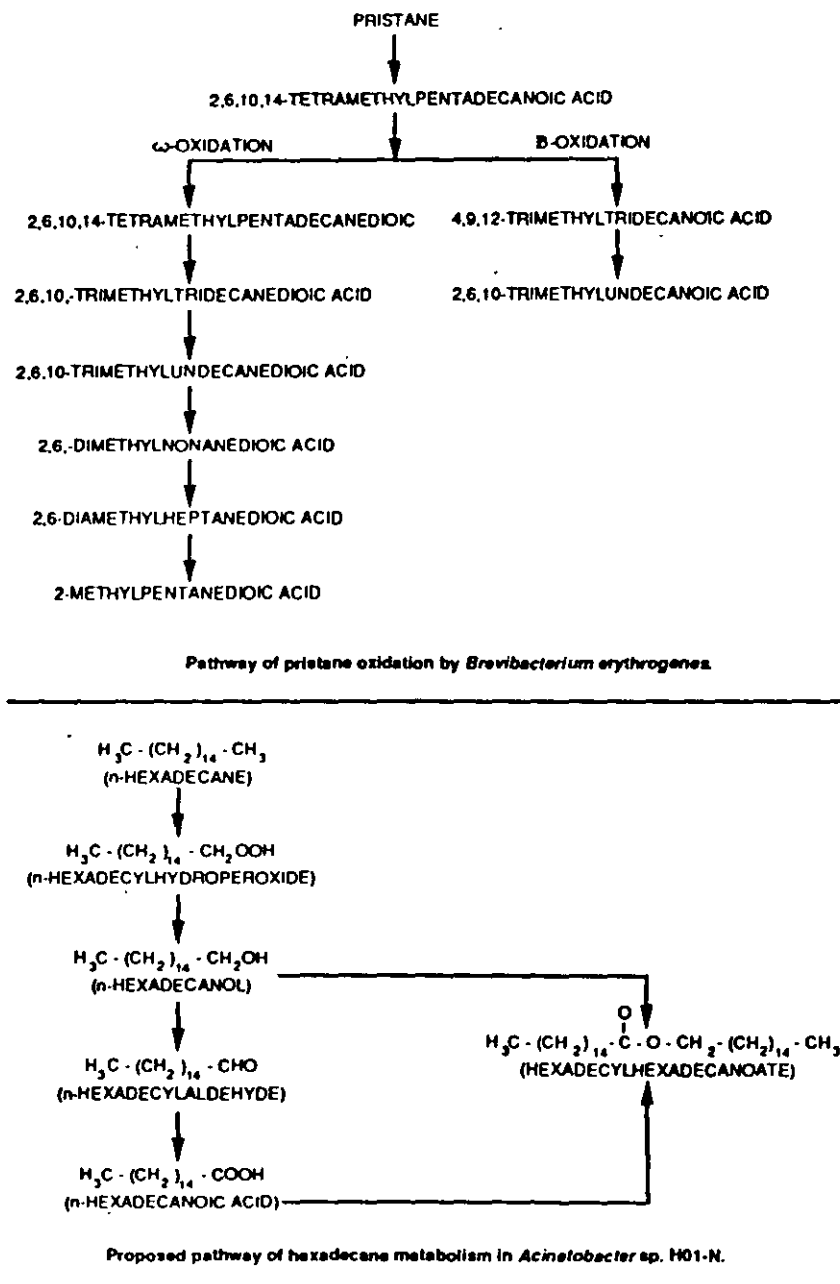 PRISTANE
2,6,10,14-TETRAMETHYLPENTADECANOIC ACID
ω-OXIDATION B-OXIDATION
2,6,10,14-TETRAMETHYLPENTADECANEDIOIC 4,9,12-TRIMETHYLTRIDECANOIC ACID
2,6,10,-TRIMETHYLTRIDECANEDIOIC ACID 2,6,10-TRIMETHYLUNDECANOIC ACID
2,6,10-TRIMETHYLUNDECANEDIOIC ACID
2,6,-DIMETHYLNONANEDIOIC ACID
2,6-DIAMETHYLHEPTANEDIOIC ACID
2-METHYLPENTANEDIOIC ACID
Pathway of pristane oxidation by Brevibacterium erythrogenes.
H₃C - (CH₂)₁₄ - CH₃
(n-HEXADECANE)
H₃C - (CH₂)₁₄ - CH₂OOH
(n-HEXADECYLHYDROPEROXIDE)
H₃C - (CH₂)₁₄ - CH₂OH
(n-HEXADECANOL)
O
H₃C - (CH₂)₁₄ - C - O - CH₂ - (CH₂)₁₄ - CH₃
(HEXADECYLHEXADECANOATE)
H₃C - (CH₂)₁₄ - CHO
(n-HEXADECYLALDEHYDE)
H₃C - (CH₂)₁₄ - COOH
(n-HEXADECANOIC ACID)
Proposed pathway of hexadecane metabolism in Acinetobacter sp. H01-N.